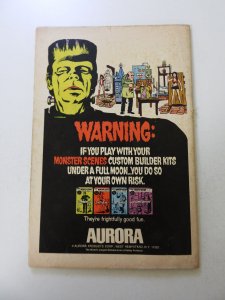 WARNING:
IF YOU PLAY WITH YOUR
MONSTER SCENES CUSTOM BUILDER KITS
UNDER A FULL MOON...YOU DO SO
AT YOUR OWN RISK.
They're frightfully good fun.
AURORA